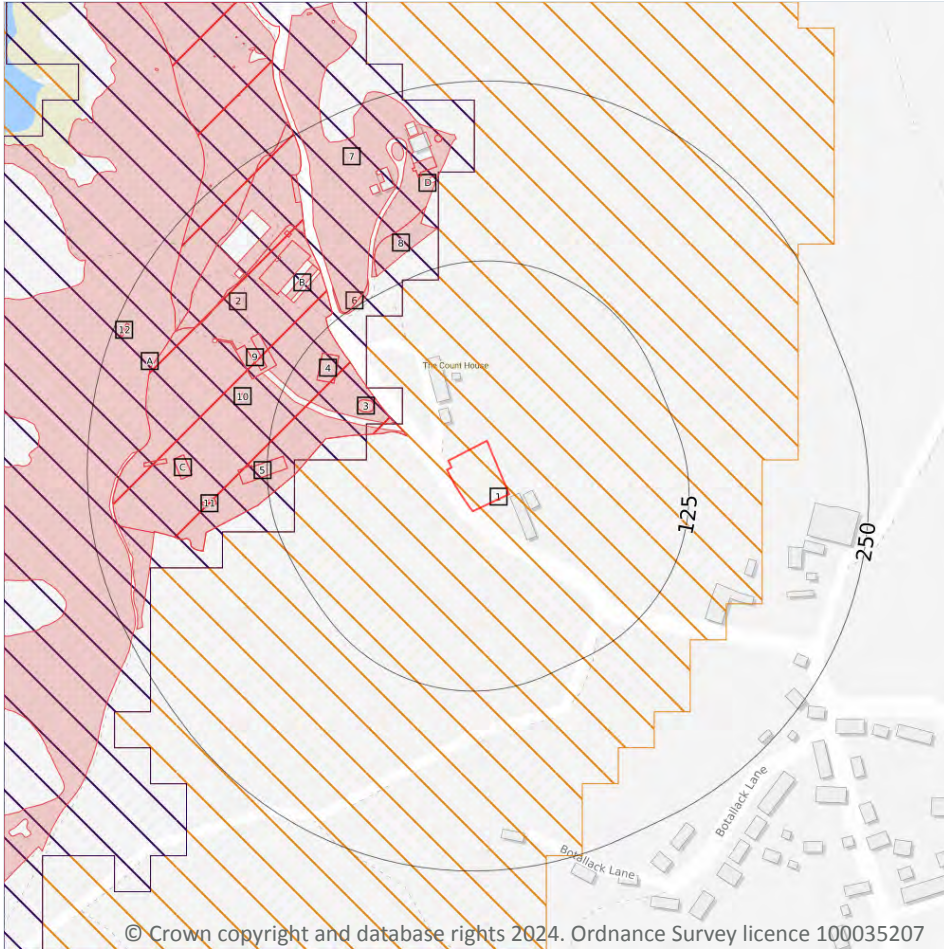 7
D
8
B
2
6
12
A
9
4
The Count House
10
3
C
5
11
1
125
250
Botallack Lane
Botallack Lane
© Crown copyright and database rights 2024. Ordnance Survey licence 100035207